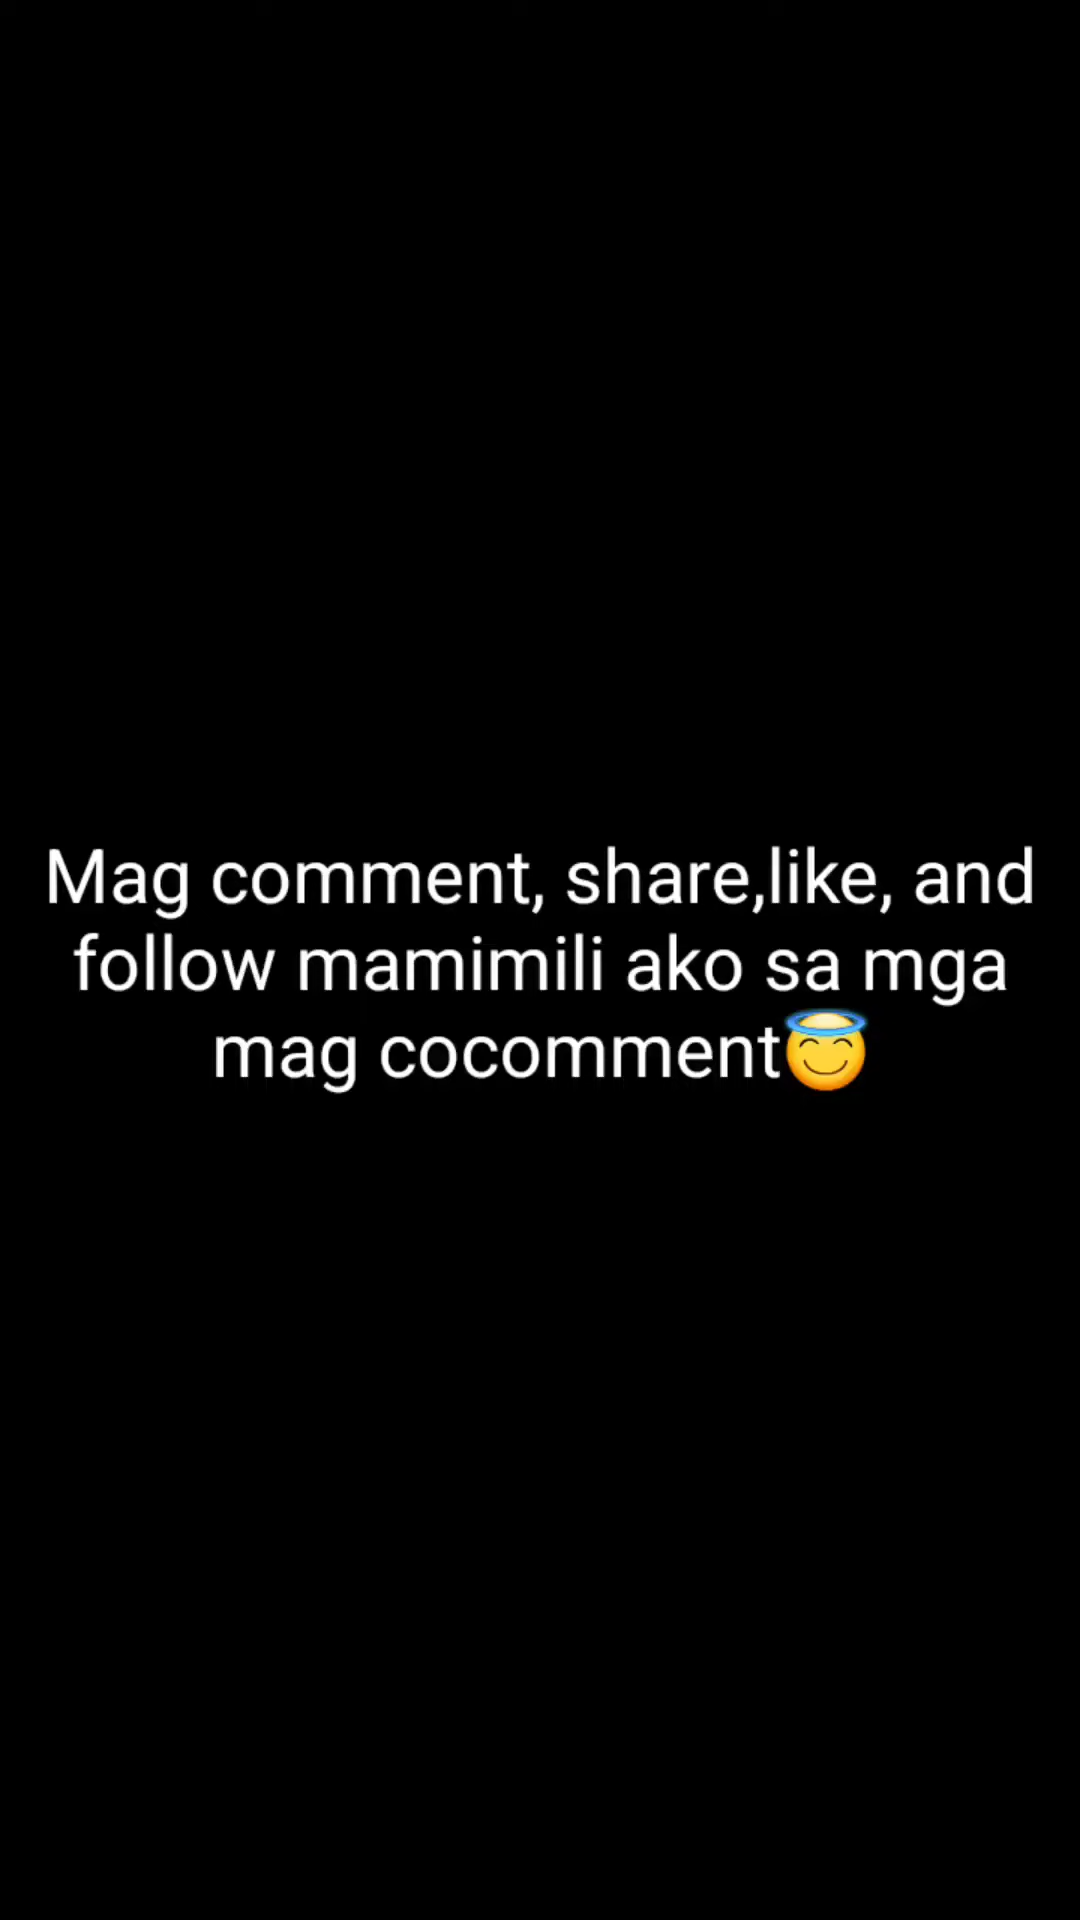 Mag comment, share,like, and
follow mamimili ako sa mga
mag cocomment😇